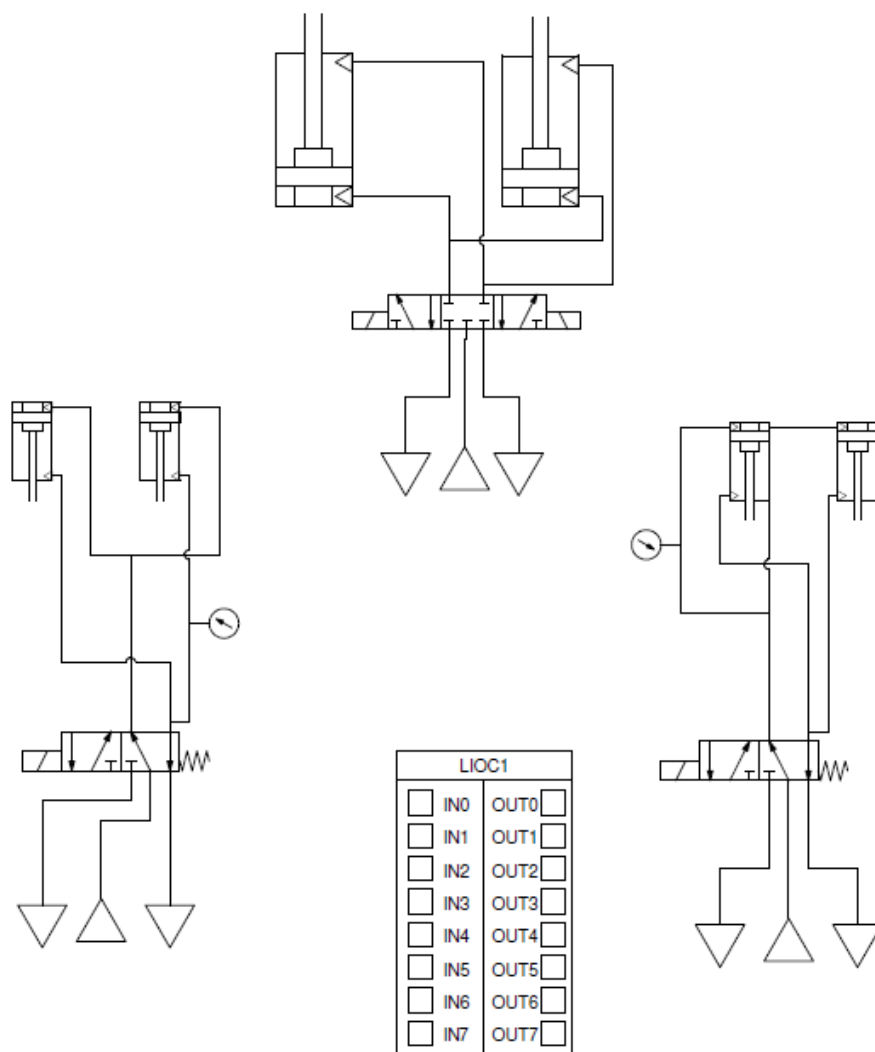 LIOC1
IN0 OUT0
IN1 OUT1
IN2 OUT2
IN3 OUT3
IN4 OUT4
IN5 OUT5
IN6 OUT6
IN7 OUT7